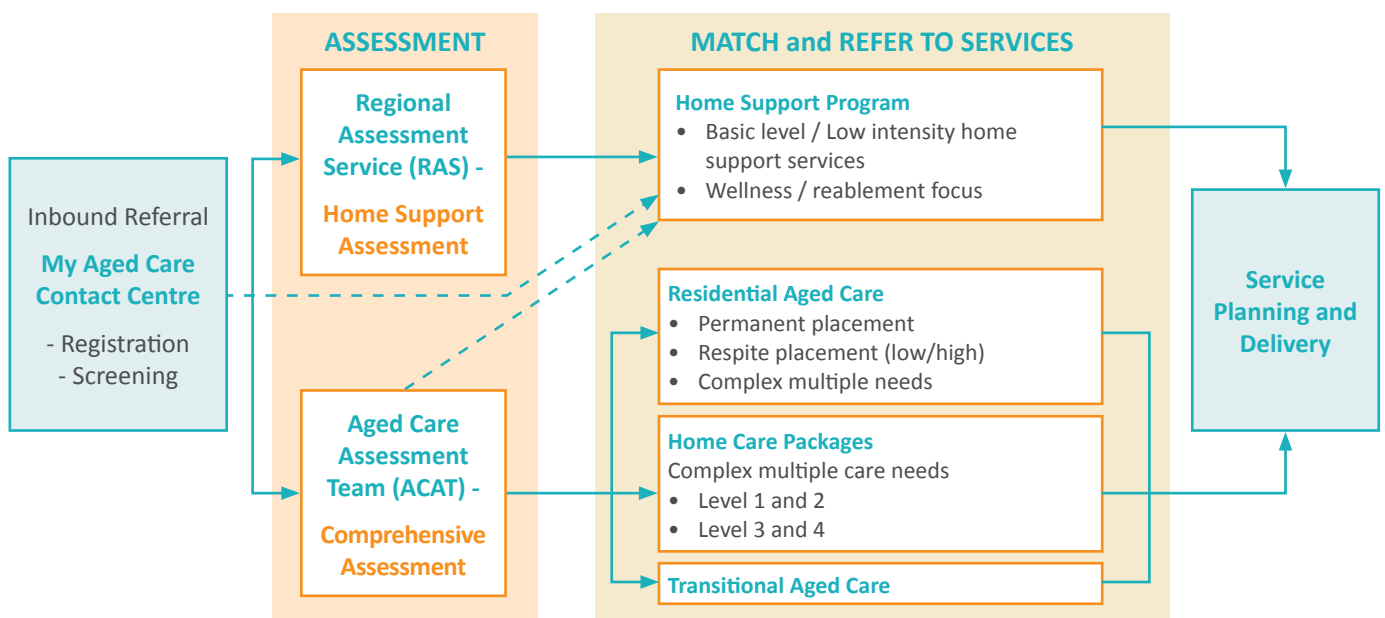 ASSESSMENT
MATCH and REFER TO SERVICES
Inbound Referral
My Aged Care
Contact Centre
- Registration
- Screening
Regional
Assessment
Service (RAS) -
Home Support
Assessment
Aged Care
Assessment
Team (ACAT) -
Comprehensive
Assessment
Home Support Program
• Basic level / Low intensity home
support services
• Wellness / reablement focus
Residential Aged Care
• Permanent placement
• Respite placement (low/high)
• Complex multiple needs
Home Care Packages
Complex multiple care needs
• Level 1 and 2
• Level 3 and 4
Transitional Aged Care
Service
Planning and
Delivery